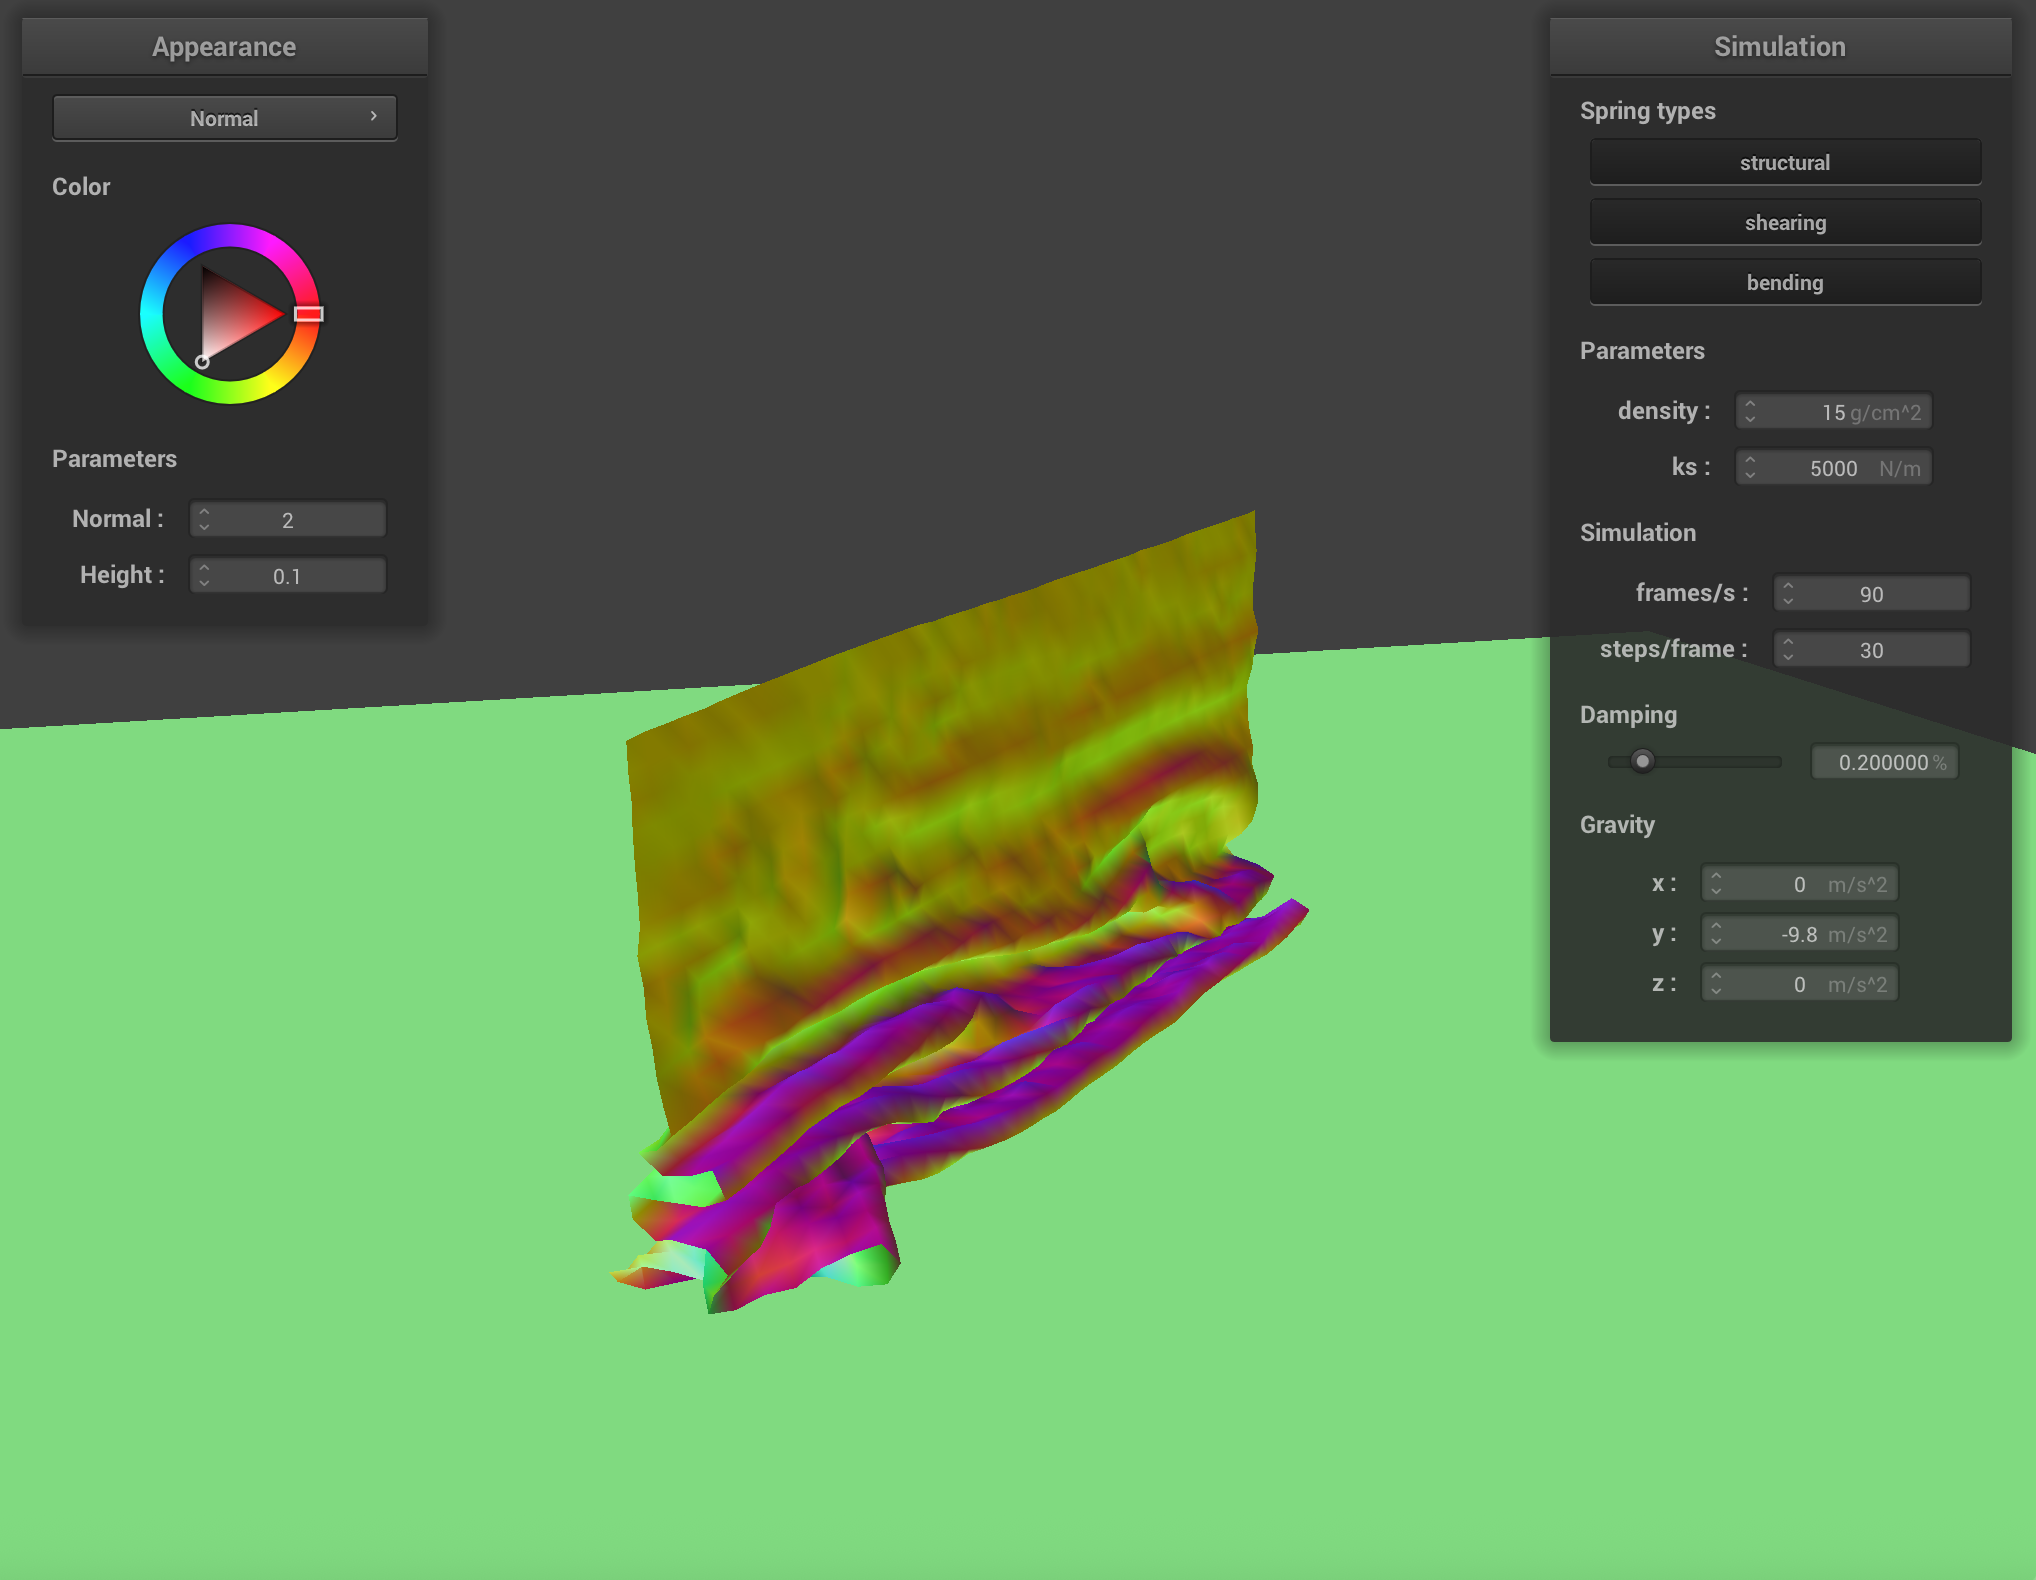 Appearance
Normal
Color
Parameters
Normal : 2
Height : 0.1
Simulation
Spring types
structural
shearing
bending
Parameters
density : 15 g/cm^2
ks : 5000 N/m
Simulation
frames/s : 90
steps/frame : 30
Damping
0.200000 %
Gravity
x : 0 m/s^2
y : -9.8 m/s^2
z : 0 m/s^2